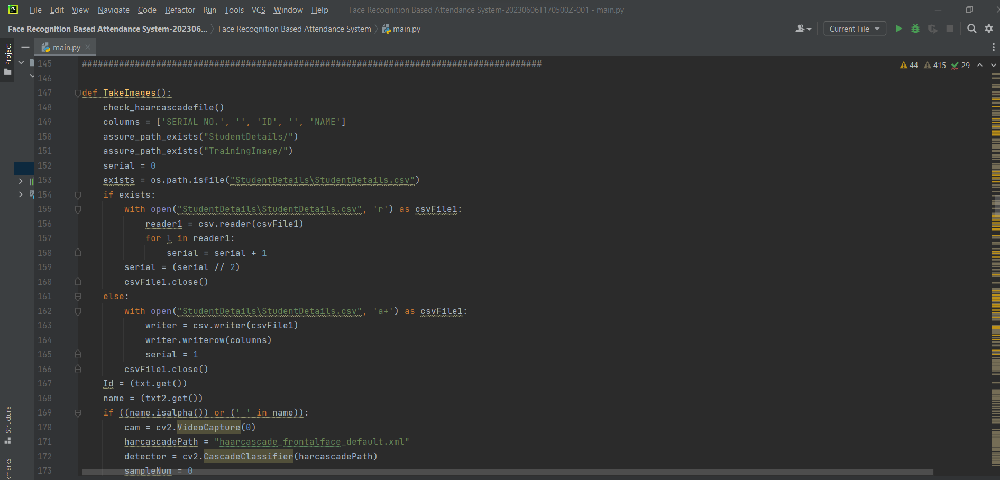 PC
File Edit View Navigate Code Refactor Run Tools VCS Window Help Face Recognition Based Attendance System-20230606T170500Z-001 - main.py
Face Recognition Based Attendance System-202306... Face Recognition Based Attendance System main.py Current File
Project
main.py
44 415 29
145 #######################################################################################
146
147 def TakeImages():
148 check_haarcascadefile()
149 columns = ['SERIAL NO.', '', 'ID', '', 'NAME']
150 assure_path_exists("StudentDetails/")
151 assure_path_exists("TrainingImage/")
152 serial = 0
153 exists = os.path.isfile("StudentDetails\StudentDetails.csv")
154 if exists:
155 with open("StudentDetails\StudentDetails.csv", 'r') as csvFile1:
156 reader1 = csv.reader(csvFile1)
157 for l in reader1:
158 serial = serial + 1
159 serial = (serial // 2)
160 csvFile1.close()
161 else:
162 with open("StudentDetails\StudentDetails.csv", 'a+') as csvFile1:
163 writer = csv.writer(csvFile1)
164 writer.writerow(columns)
165 serial = 1
166 csvFile1.close()
167 Id = (txt.get())
168 name = (txt2.get())
169 if ((name.isalpha()) or (' ' in name)):
170 cam = cv2.VideoCapture(0)
171 harcascadePath = "haarcascade_frontalface_default.xml"
172 detector = cv2.CascadeClassifier(harcascadePath)
173 sampleNum = 0
Structure
kmarks